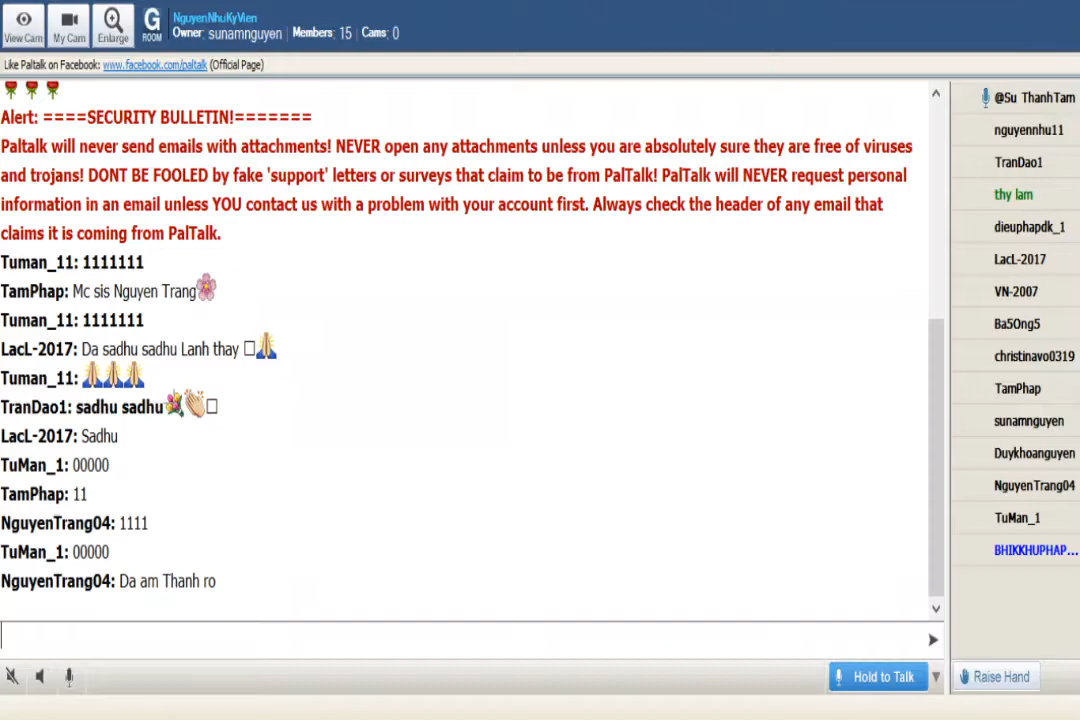 View Cam
My Cam
Enlarge
G
ROOM
NguyenNhuKyVien
Owner: sunamnguyen | Members: 15 | Cams: 0
Like Paltalk on Facebook: www.facebook.com/paltalk (Official Page)
Alert: ====SECURITY BULLETIN!=======
Paltalk will never send emails with attachments! NEVER open any attachments unless you are absolutely sure they are free of viruses
and trojans! DONT BE FOOLED by fake 'support' letters or surveys that claim to be from PalTalk! PalTalk will NEVER request personal
information in an email unless YOU contact us with a problem with your account first. Always check the header of any email that
claims it is coming from PalTalk.
Tuman_11: 1111111
TamPhap: Mc sis Nguyen Trang
Tuman_11: 1111111
LacL-2017: Da sadhu sadhu Lanh thay
Tuman_11:
TranDao1: sadhu sadhu
LacL-2017: Sadhu
TuMan_1: 00000
TamPhap: 11
NguyenTrang04: 1111
TuMan_1: 00000
NguyenTrang04: Da am Thanh ro
Hold to Talk
@Su ThanhTam
nguyennhu11
TranDao1
thy lam
dieuphapdk_1
LacL-2017
VN-2007
Ba5Ong5
christinavo0319
TamPhap
sunamnguyen
Duykhoanguyen
NguyenTrang04
TuMan_1
BHIKKHUPHAP...
Raise Hand